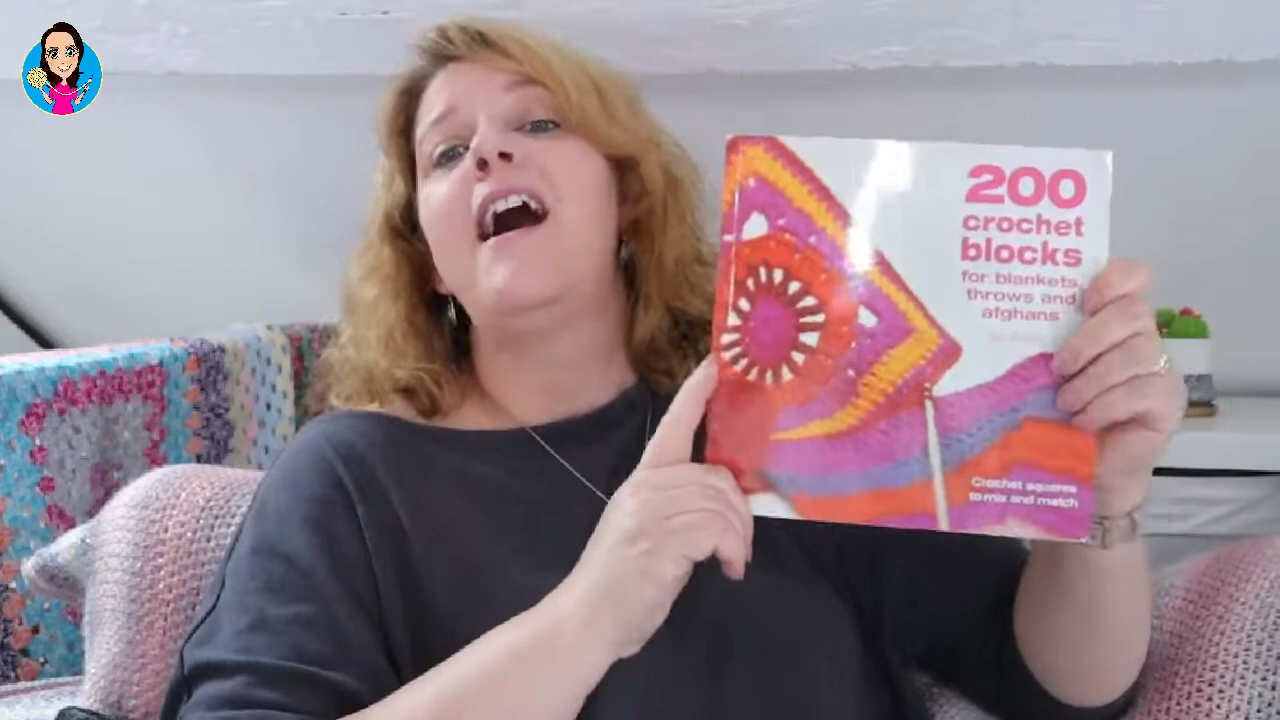 200
crochet
blocks
for blankets,
throws and
afghans
Crochet squares
to mix and match